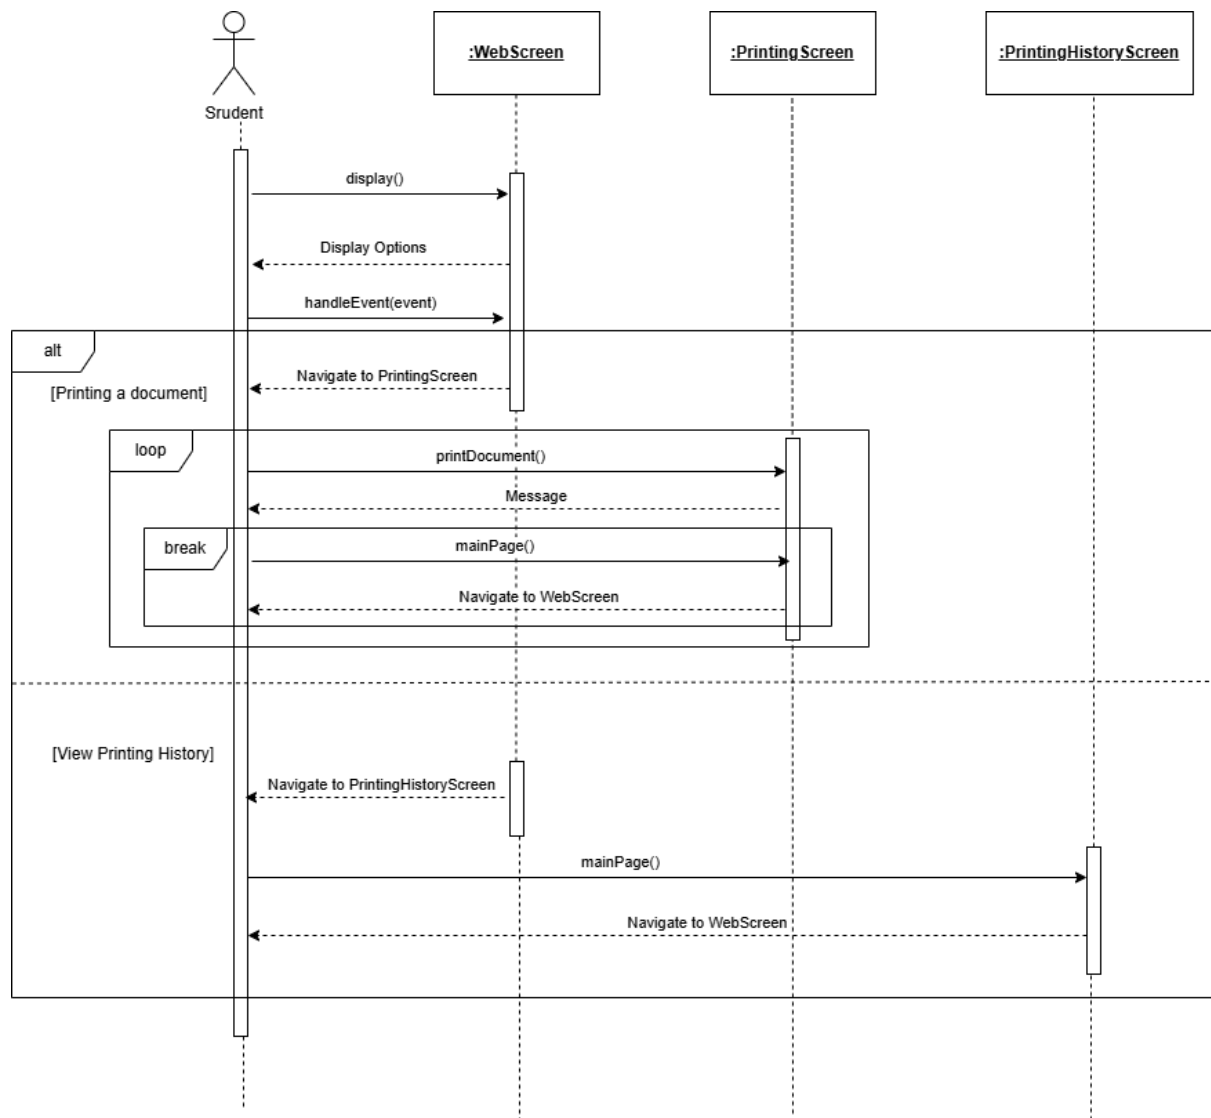 :WebScreen
:PrintingScreen
:PrintingHistoryScreen
Srudent
display()
Display Options
handleEvent(event)
alt
Navigate to PrintingScreen
[Printing a document]
loop
printDocument()
Message
break
mainPage()
Navigate to WebScreen
[View Printing History]
Navigate to PrintingHistoryScreen
mainPage()
Navigate to WebScreen